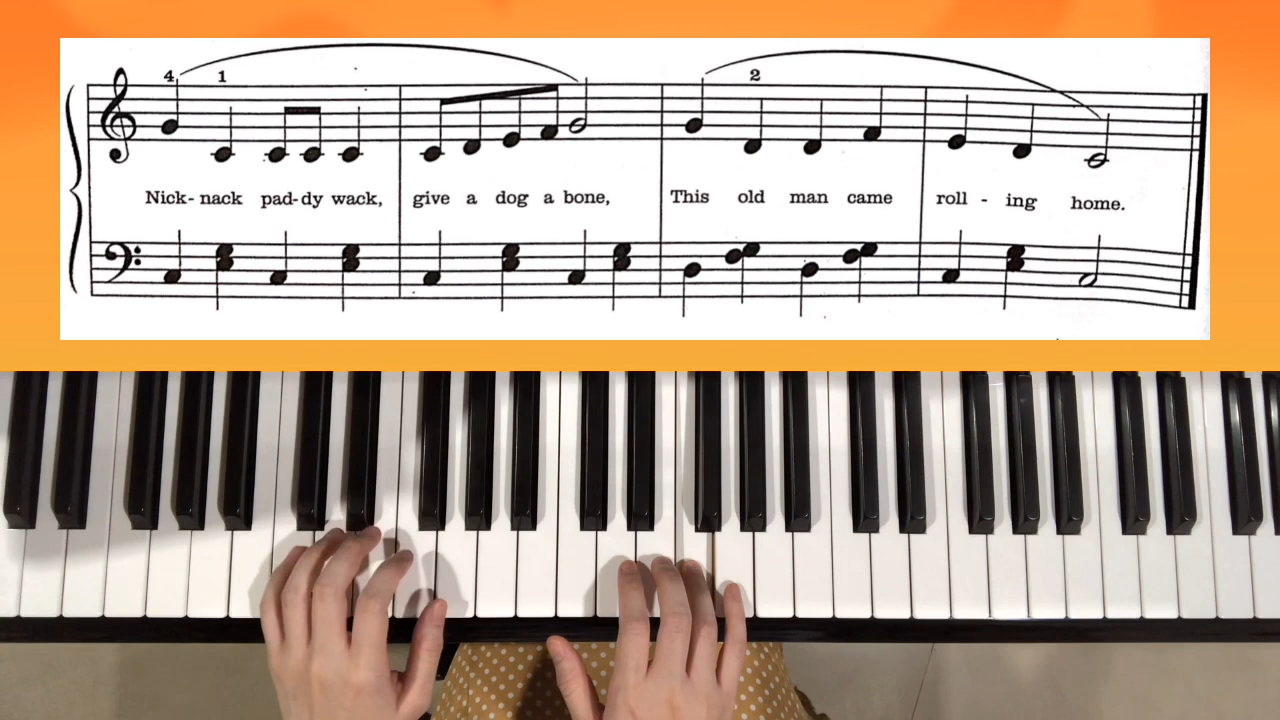 4 1 2
Nick - nack pad - dy wack, give a dog a bone, This old man came roll - ing home.